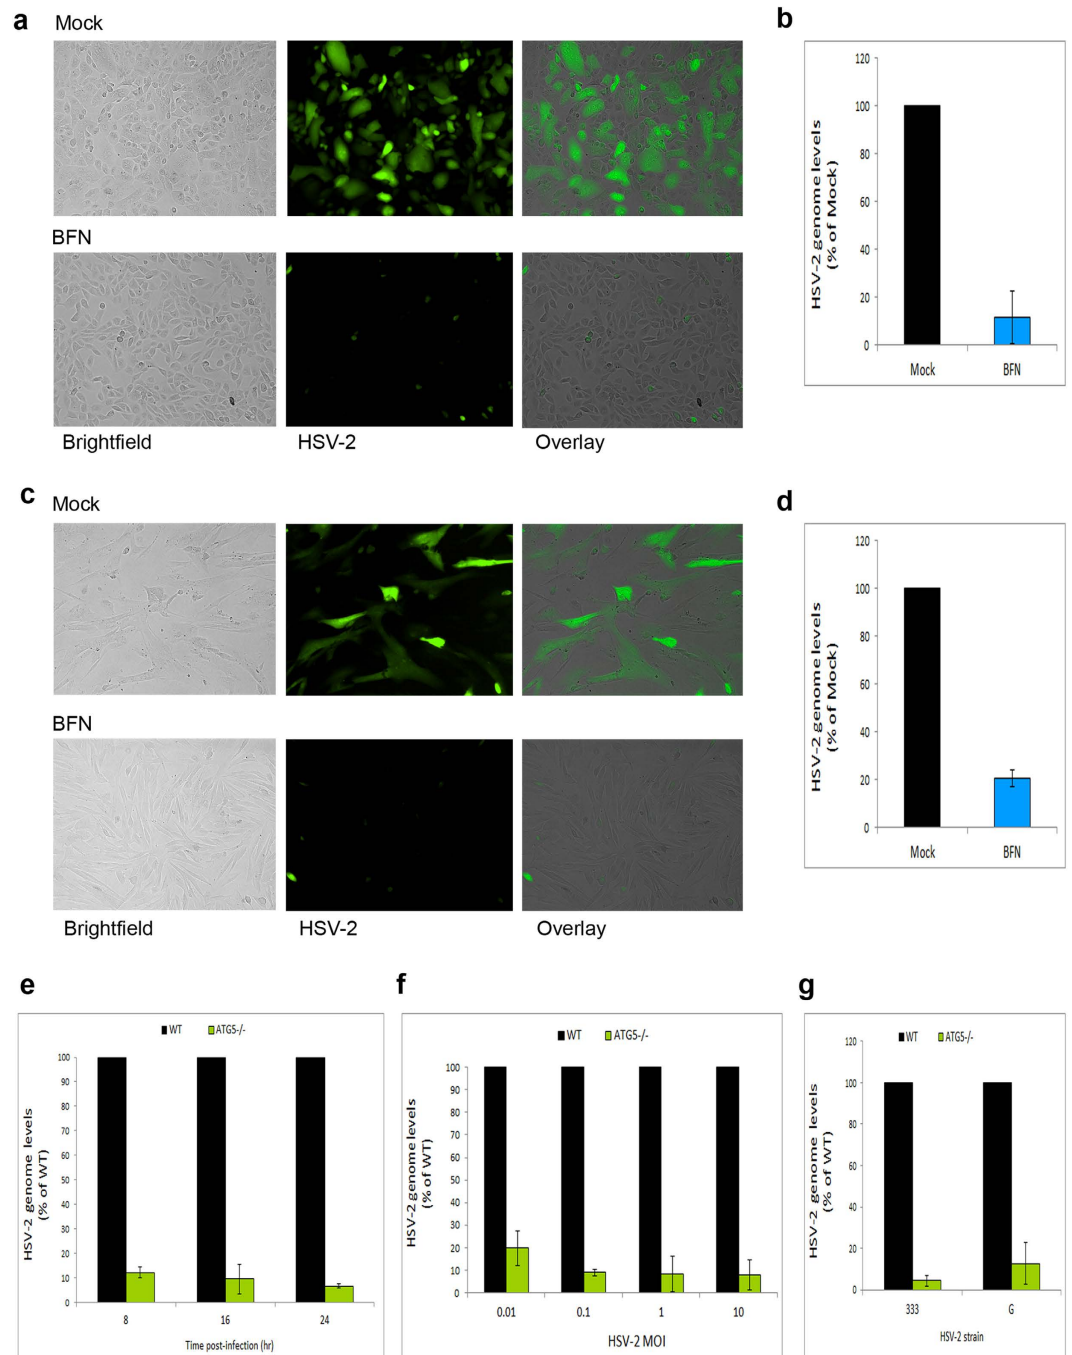 a
Mock
BFN
Brightfield
HSV-2
Overlay
b
HSV-2 genome levels
(% of Mock)
120
100
80
60
40
20
0
Mock
BFN
c
Mock
BFN
Brightfield
HSV-2
Overlay
d
HSV-2 genome levels
(% of Mock)
120
100
80
60
40
20
0
Mock
BFN
e
WT
ATG5-/-
HSV-2 genome levels
(% of WT)
100
90
80
70
60
50
40
30
20
10
0
8
16
24
Time post-infection (hr)
f
WT
ATG5-/-
HSV-2 genome levels
(% of WT)
100
90
80
70
60
50
40
30
20
10
0
0.01
0.1
1
10
HSV-2 MOI
g
WT
ATG5-/-
HSV-2 genome levels
(% of WT)
120
100
80
60
40
20
0
333
G
HSV-2 strain